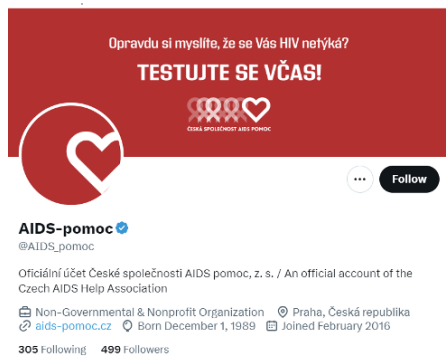 Opravdu si myslíte, že se Vás HIV netýká?
TESTUJTE SE VČAS!
ČESKÁ SPOLEČNOST AIDS POMOC
Follow
AIDS-pomoc
@AIDS_pomoc
Oficiální účet České společnosti AIDS pomoc, z. s. / An official account of the
Czech AIDS Help Association
Non-Governmental & Nonprofit Organization Praha, Česká republika
aids-pomoc.cz Born December 1, 1989 Joined February 2016
305 Following 499 Followers